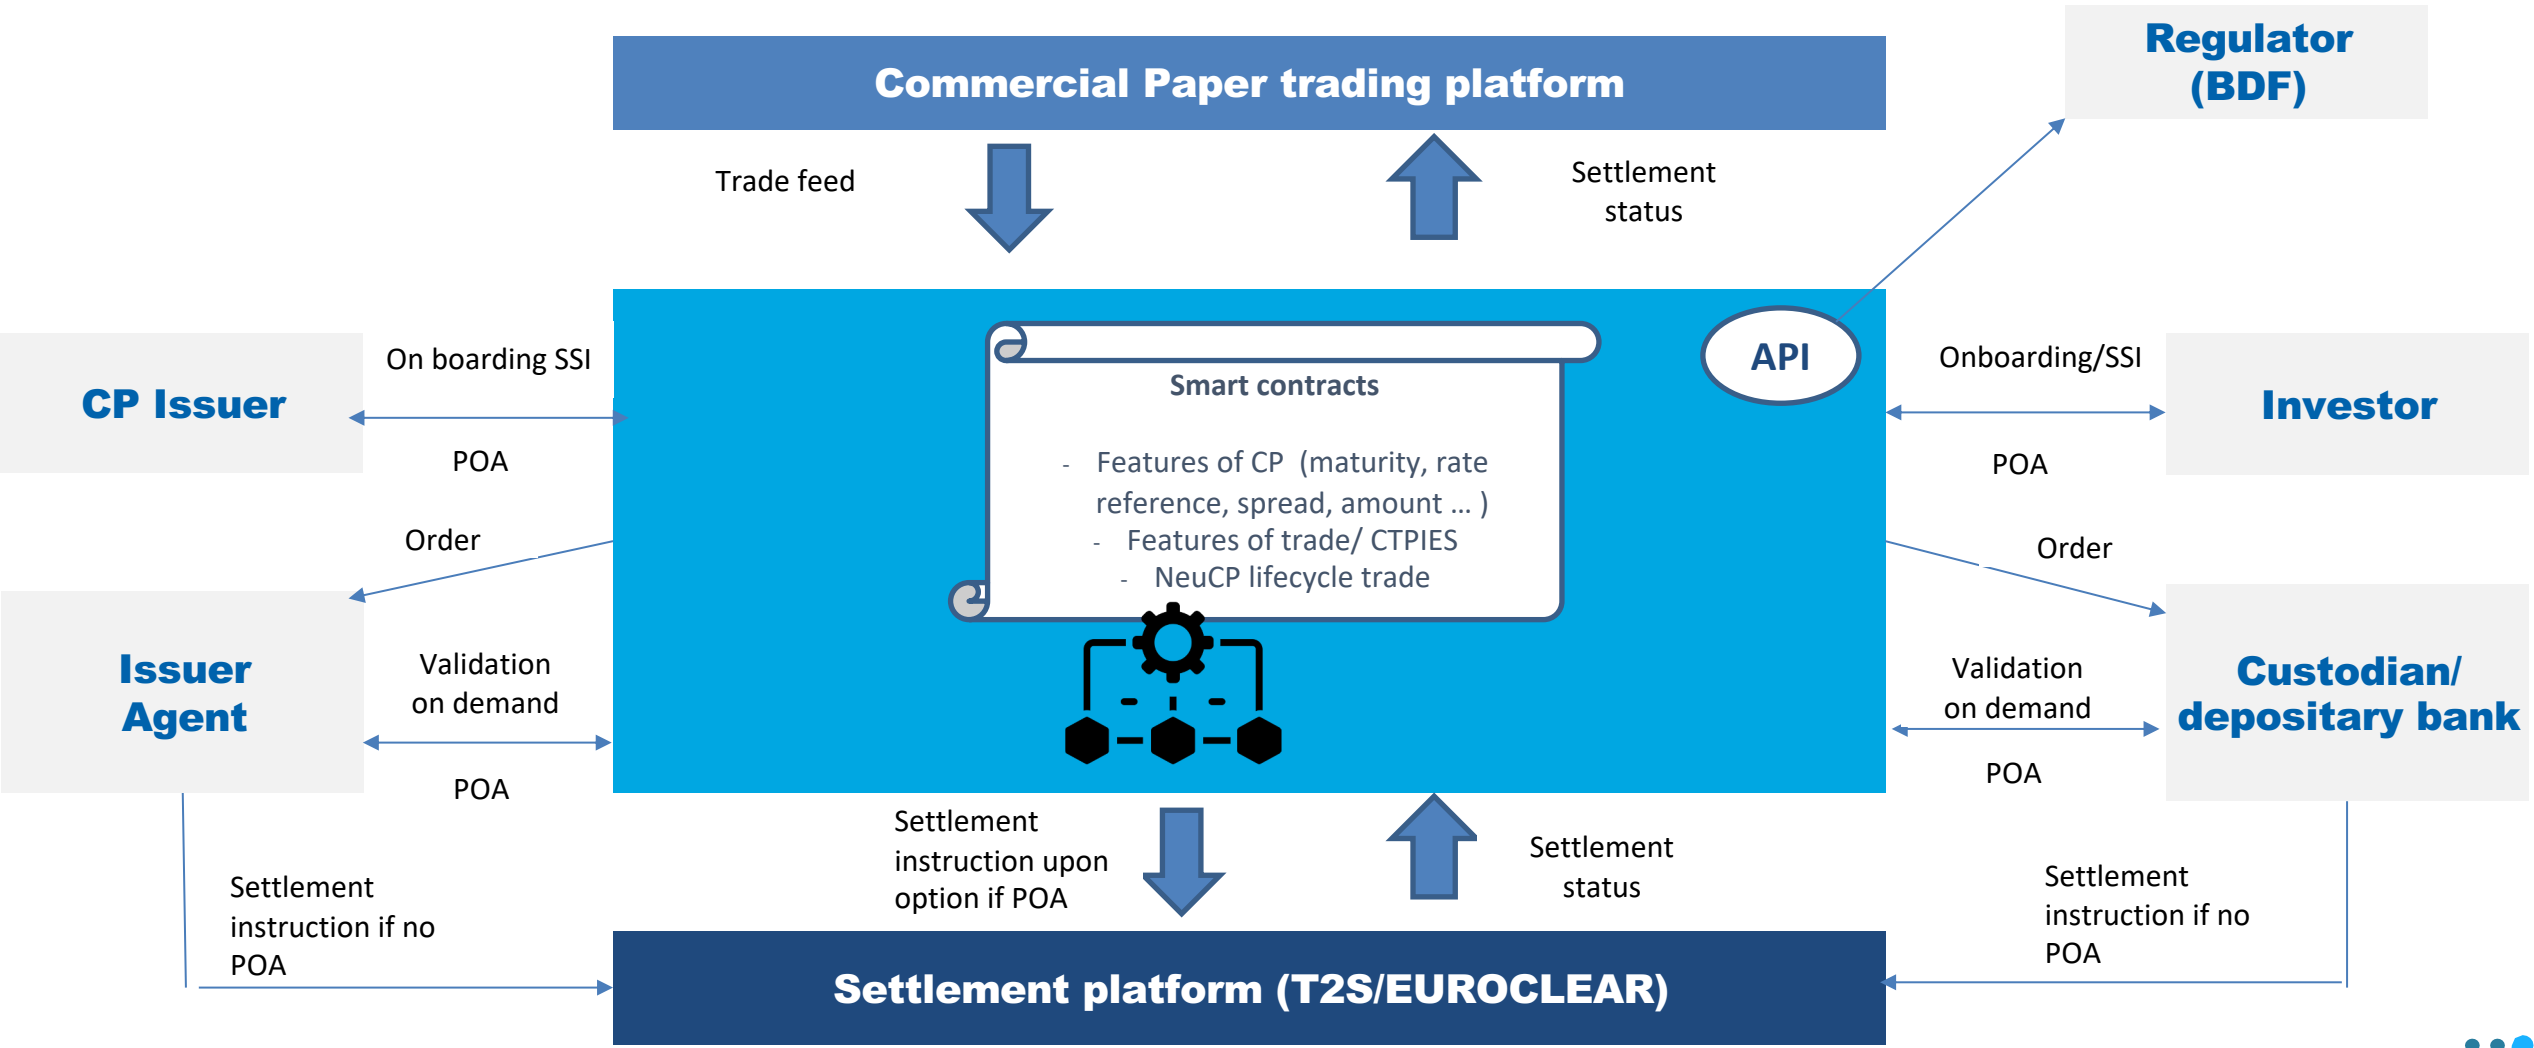 Regulator
(BDF)
Commercial Paper trading platform
Trade feed
Settlement
status
API
On boarding SSI
CP Issuer
POA
Order
Issuer
Agent
Validation
on demand
POA
Smart contracts
- Features of CP  (maturity, rate
reference, spread, amount … )
- Features of trade/ CTPIES
- NeuCP lifecycle trade
Onboarding/SSI
Investor
POA
Order
Validation
on demand
Custodian/
depositary bank
POA
Settlement
instruction if no
POA
Settlement
instruction upon
option if POA
Settlement
status
Settlement
instruction if no
POA
Settlement platform (T2S/EUROCLEAR)